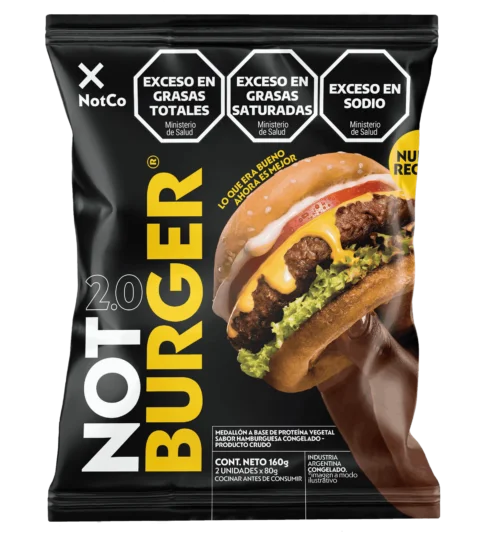 NotCo
EXCESO EN
GRASAS
TOTALES
Ministerio
de Salud
EXCESO EN
GRASAS
SATURADAS
Ministerio
de Salud
EXCESO EN
SODIO
Ministerio
de Salud
LO QUE ERA BUENO
AHORA ES MEJOR
NU
REC
2.0
NOT
BURGER®
MEDALLÓN A BASE DE PROTEÍNA VEGETAL
SABOR HAMBURGUESA CONGELADO -
PRODUCTO CRUDO
CONT. NETO 160g
2 UNIDADES x 80g
COCINAR ANTES DE CONSUMIR
INDUSTRIA
ARGENTINA
CONGELADO.
*imagen a modo
ilustrativo